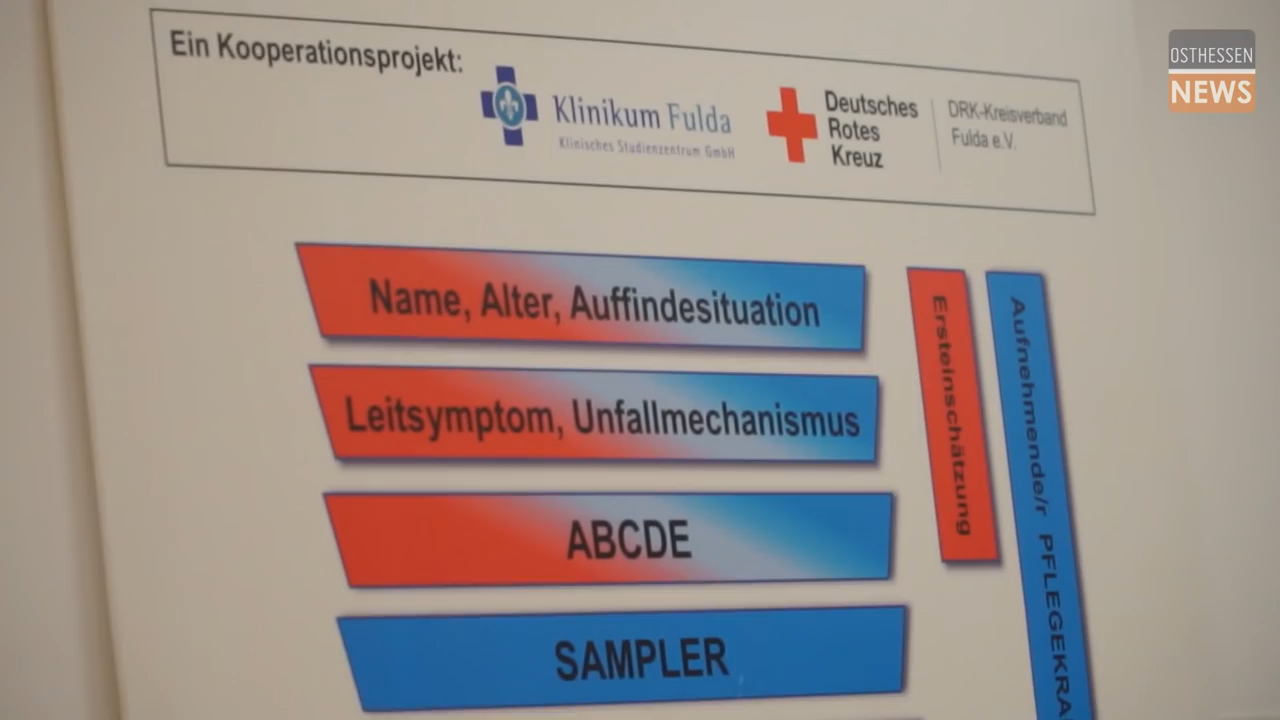 Ein Kooperationsprojekt:
Klinikum Fulda
Klinisches Studienzentrum GmbH
Deutsches
Rotes
Kreuz
DRK-Kreisverband
Fulda e.V.
OSTHESSEN
NEWS
Name, Alter, Auffindesituation
Leitsymptom, Unfallmechanismus
ABCDE
SAMPLER
Ersteinschätzung
Aufnehmende/r PFLEGEKRA